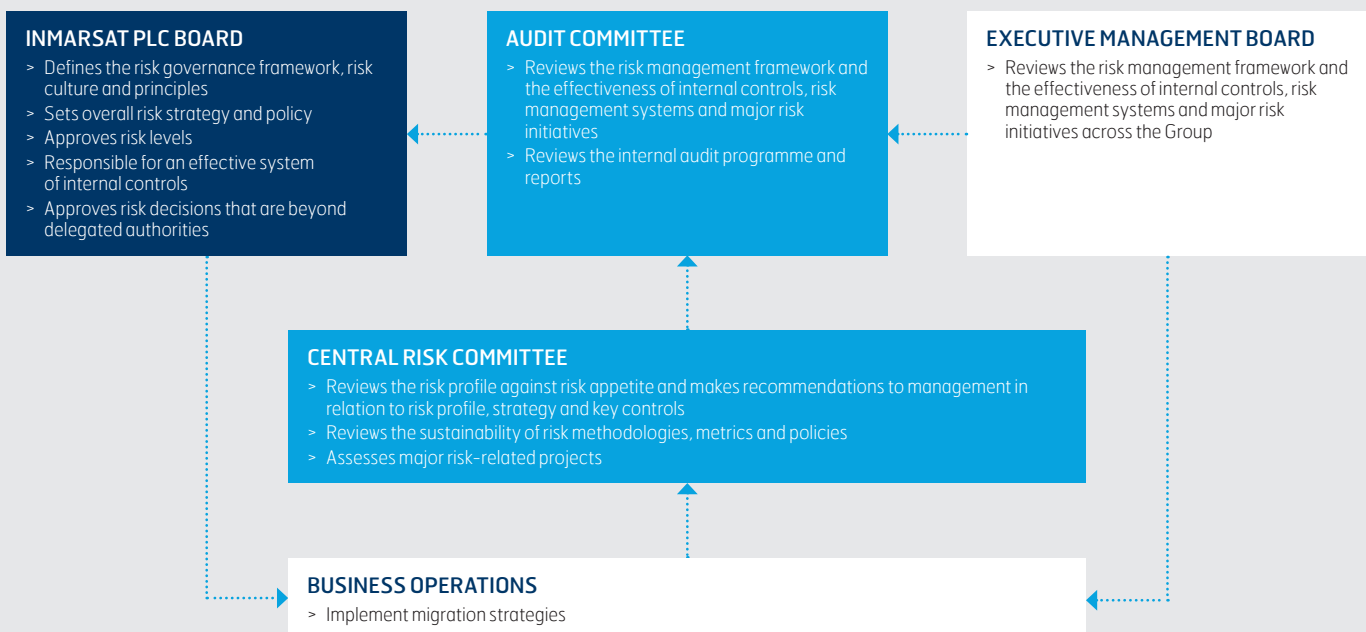 INMARSAT PLC BOARD
> Defines the risk governance framework, risk
culture and principles
> Sets overall risk strategy and policy
> Approves risk levels
> Responsible for an effective system
of internal controls
> Approves risk decisions that are beyond
delegated authorities
AUDIT COMMITTEE
> Reviews the risk management framework and
the effectiveness of internal controls, risk
management systems and major risk
initiatives
> Reviews the internal audit programme and
reports
EXECUTIVE MANAGEMENT BOARD
> Reviews the risk management framework and
the effectiveness of internal controls, risk
management systems and major risk
initiatives across the Group
CENTRAL RISK COMMITTEE
> Reviews the risk profile against risk appetite and makes recommendations to management in
relation to risk profile, strategy and key controls
> Reviews the sustainability of risk methodologies, metrics and policies
> Assesses major risk-related projects
BUSINESS OPERATIONS
> Implement migration strategies